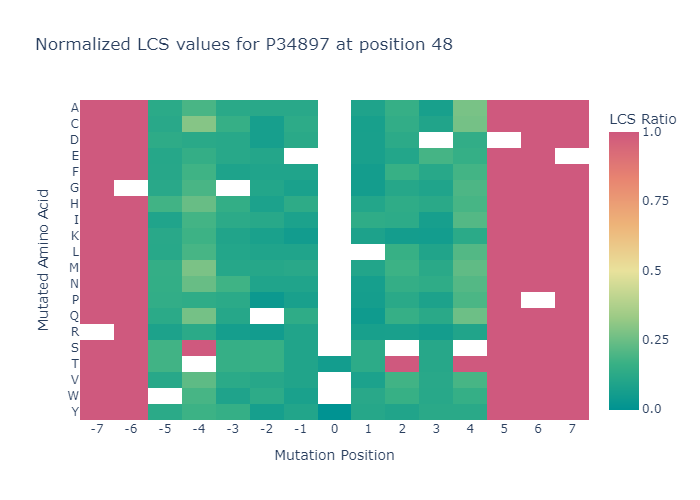 Normalized LCS values for P34897 at position 48
LCS Ratio
1.0
0.75
0.5
0.25
0.0
Mutated Amino Acid
A
C
D
E
F
G
H
I
K
L
M
N
P
Q
R
S
T
V
W
Y
-7 -6 -5 -4 -3 -2 -1 0 1 2 3 4 5 6 7
Mutation Position